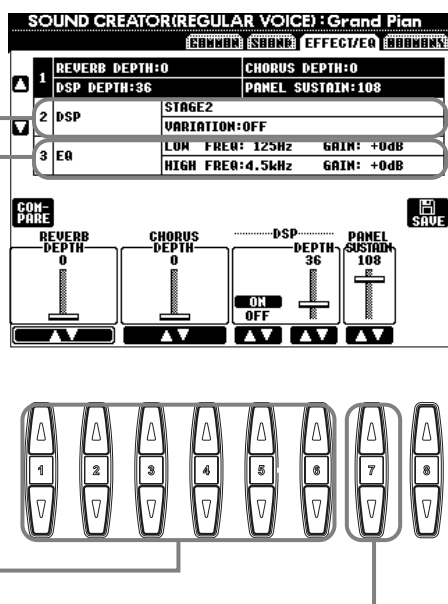 SOUND CREATOR(REGULAR VOICE) : Grand Pian
COMMON SOUND EFFECT/EQ HARMONY
1 REVERB DEPTH:0 CHORUS DEPTH:0
DSP DEPTH:36 PANEL SUSTAIN:108
2 DSP STAGE2
VARIATION:OFF
3 EQ LOW FREQ: 125Hz GAIN: +0dB
HIGH FREQ:4.5kHz GAIN: +0dB
COM-
PARE
SAVE
REVERB DEPTH 0
CHORUS DEPTH 0
DSP
ON
OFF
DEPTH 36
PANEL SUSTAIN 108
1 2 3 4 5 6 7 8